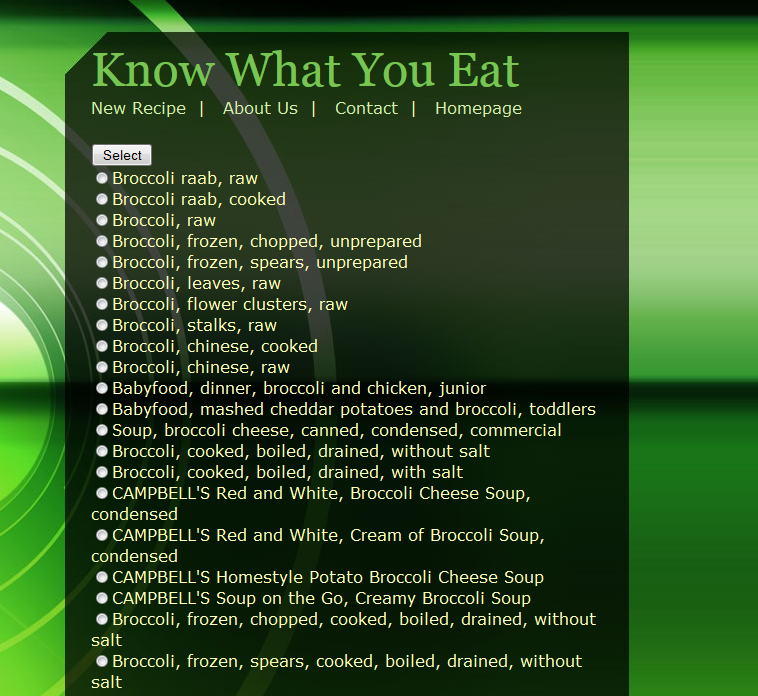 Know What You Eat
New Recipe | About Us | Contact | Homepage
Select
Broccoli raab, raw
Broccoli raab, cooked
Broccoli, raw
Broccoli, frozen, chopped, unprepared
Broccoli, frozen, spears, unprepared
Broccoli, leaves, raw
Broccoli, flower clusters, raw
Broccoli, stalks, raw
Broccoli, chinese, cooked
Broccoli, chinese, raw
Babyfood, dinner, broccoli and chicken, junior
Babyfood, mashed cheddar potatoes and broccoli, toddlers
Soup, broccoli cheese, canned, condensed, commercial
Broccoli, cooked, boiled, drained, without salt
Broccoli, cooked, boiled, drained, with salt
CAMPBELL'S Red and White, Broccoli Cheese Soup,
condensed
CAMPBELL'S Red and White, Cream of Broccoli Soup,
condensed
CAMPBELL'S Homestyle Potato Broccoli Cheese Soup
CAMPBELL'S Soup on the Go, Creamy Broccoli Soup
Broccoli, frozen, chopped, cooked, boiled, drained, without
salt
Broccoli, frozen, spears, cooked, boiled, drained, without
salt